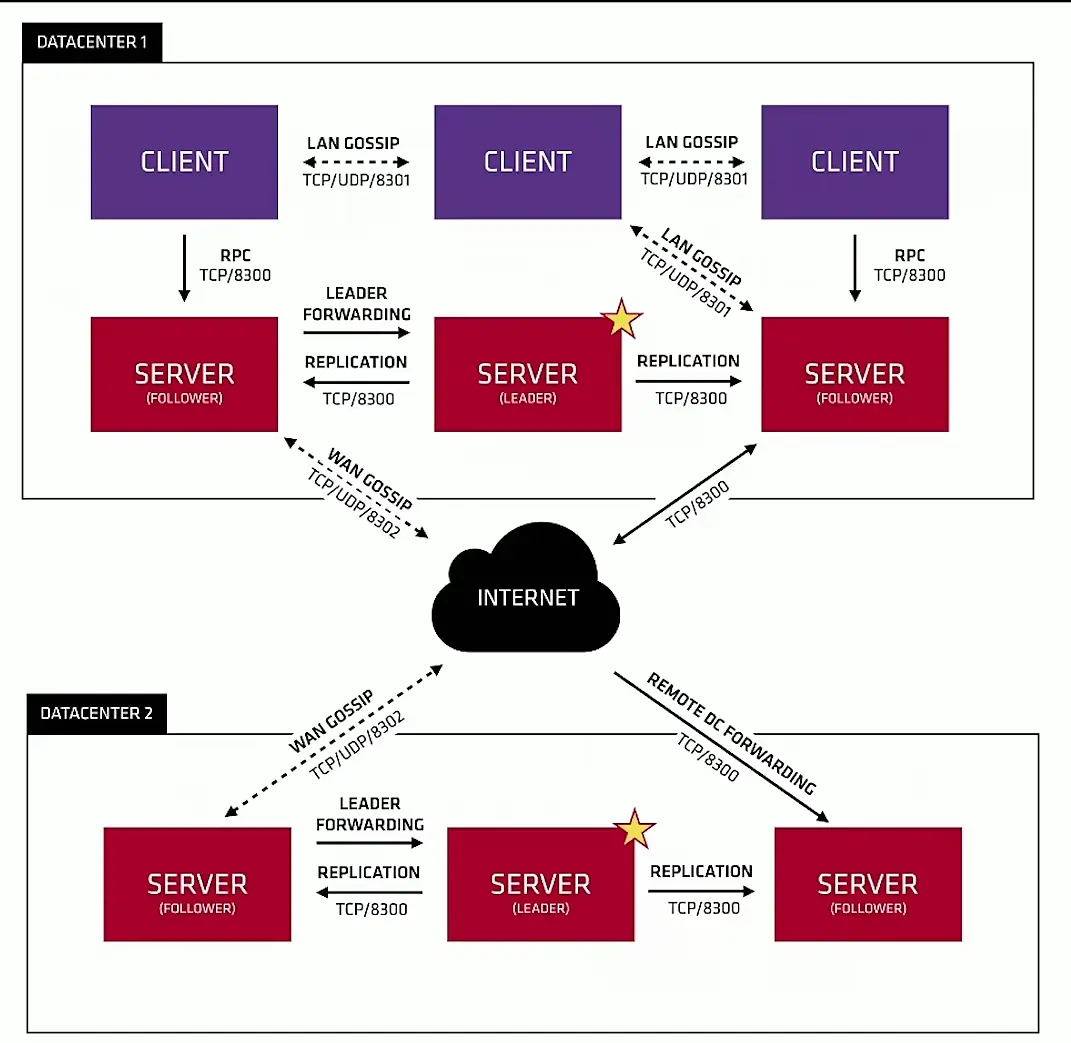 DATACENTER 1
CLIENT
LAN GOSSIP
TCP/UDP/8301
CLIENT
LAN GOSSIP
TCP/UDP/8301
CLIENT
RPC
TCP/8300
LAN GOSSIP
TCP/UDP/8301
RPC
TCP/8300
SERVER
(FOLLOWER)
LEADER
FORWARDING
REPLICATION
TCP/8300
SERVER
(LEADER)
REPLICATION
TCP/8300
SERVER
(FOLLOWER)
WAN GOSSIP
TCP/UDP/8302
TCP/8300
INTERNET
DATACENTER 2
WAN GOSSIP
TCP/UDP/8302
REMOTE DC FORWARDING
TCP/8300
SERVER
(FOLLOWER)
LEADER
FORWARDING
REPLICATION
TCP/8300
SERVER
(LEADER)
REPLICATION
TCP/8300
SERVER
(FOLLOWER)